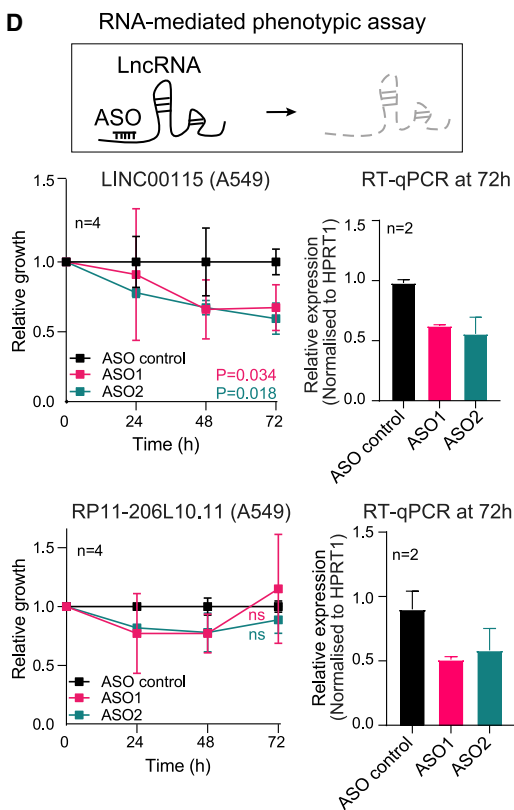 D
RNA-mediated phenotypic assay
LncRNA
ASO
LINC00115 (A549)
1.5
1.0
0.5
0.0
Relative growth
n=4
ASO control
ASO1
ASO2
P=0.034
P=0.018
0
24
48
72
Time (h)
RT-qPCR at 72h
Relative expression
(Normalised to HPRT1)
1.5
1.0
0.5
0.0
n=2
ASO control
ASO1
ASO2
RP11-206L10.11 (A549)
1.5
1.0
0.5
0.0
Relative growth
n=4
ns
ns
ASO control
ASO1
ASO2
0
24
48
72
Time (h)
RT-qPCR at 72h
Relative expression
(Normalised to HPRT1)
1.5
1.0
0.5
0.0
n=2
ASO control
ASO1
ASO2